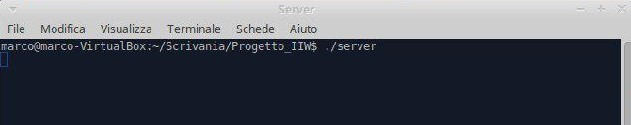 Server
File Modifica Visualizza Terminale Schede Aiuto
marco@marco-VirtualBox:~/Scrivania/Progetto_IIW$ ./server